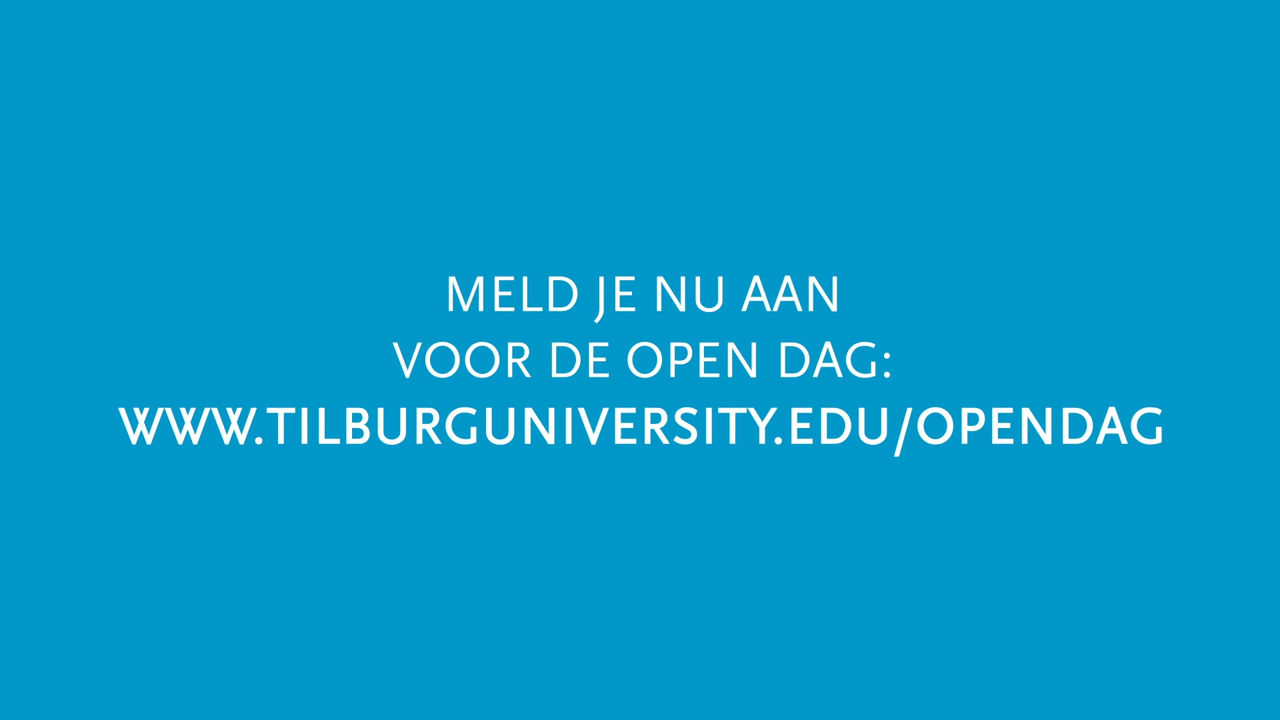 MELD JE NU AAN
VOOR DE OPEN DAG:
WWW.TILBURGUNIVERSITY.EDU/OPENDAG